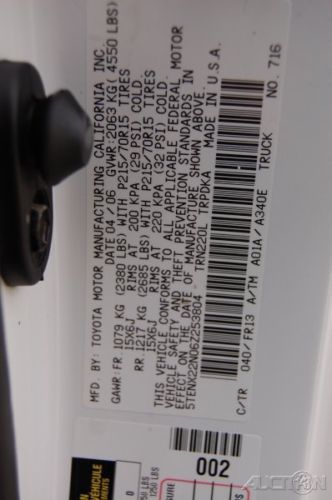 MFD. BY: TOYOTA MOTOR MANUFACTURING CALIFORNIA INC.
DATE 04/06 GVWR 2063 KG ( 4550 LBS)
GAWR: FR. 1079 KG (2380 LBS) WITH P215/70R15 TIRES
15X6J RIMS AT 200 KPA (29 PSI) COLD
RR. 1217 KG (2685 LBS) WITH P215/70R15 TIRES
15X6J RIMS AT 220 KPA (32 PSI) COLD
THIS VEHICLE CONFORMS TO ALL APPLICABLE FEDERAL MOTOR
VEHICLE SAFETY AND THEFT PREVENTION STANDARDS IN
EFFECT ON THE DATE OF MANUFACTURE SHOWN ABOVE.
5TENX22N06Z253804 TRN220L TRPDKA MADE IN U.S.A.
C/TR 040/FR13 A/TM A01A/A340E TRUCK NO. 716
002
AUCTION